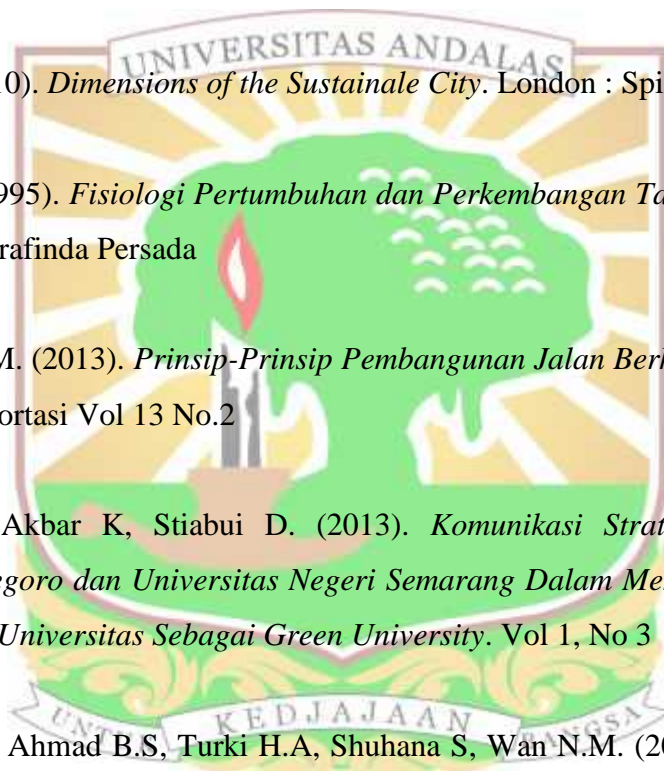 UNIVERSITAS ANDALAS
10). Dimensions of the Sustainale City. London : Spi
995). Fisiologi Pertumbuhan dan Perkembangan Ta
rafinda Persada
M. (2013). Prinsip-Prinsip Pembangunan Jalan Berk
ortasi Vol 13 No.2
Akbar K, Stiabui D. (2013). Komunikasi Strat
egoro dan Universitas Negeri Semarang Dalam Me
Universitas Sebagai Green University. Vol 1, No 3
UNTUK KEDJAJAAN BANGSA
Ahmad B.S, Turki H.A, Shuhana S, Wan N.M. (20